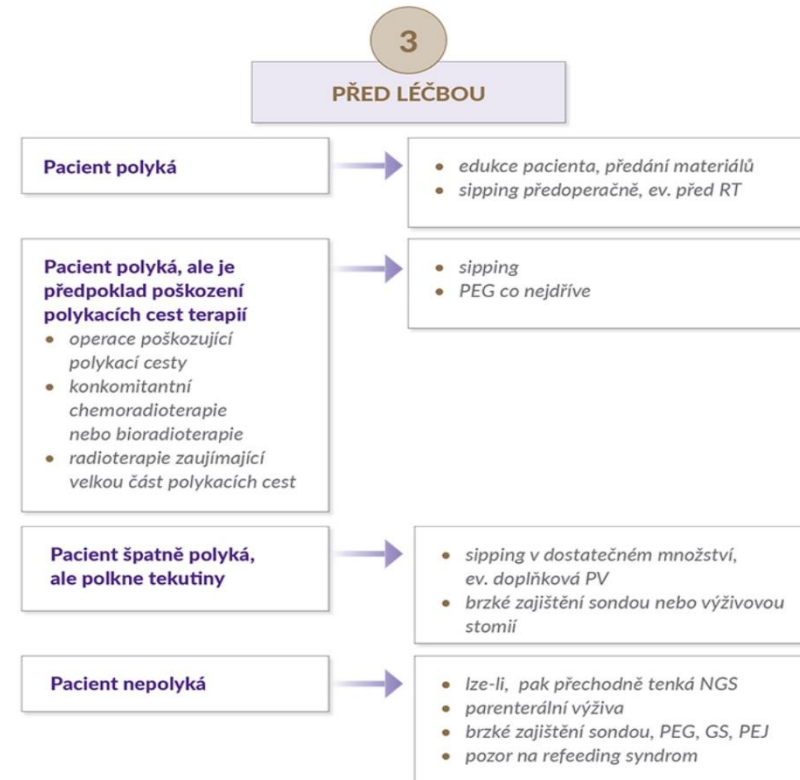 3
PŘED LÉČBOU
Pacient polyká
• edukce pacienta, předání materiálů
• sipping předoperačně, ev. před RT
Pacient polyká, ale je
předpoklad poškození
polykacích cest terapií
• operace poškozující
polykací cesty
• konkomitantní
chemoradioterapie
nebo bioradioterapie
• radioterapie zaujímající
velkou část polykacích cest
• sipping
• PEG co nejdříve
Pacient špatně polyká,
ale polkne tekutiny
• sipping v dostatečném množství,
ev. doplňková PV
• brzké zajištění sondou nebo výživovou
stomií
Pacient nepolyká
• lze-li, pak přechodně tenká NGS
• parenterální výživa
• brzké zajištění sondou, PEG, GS, PEJ
• pozor na refeeding syndrom